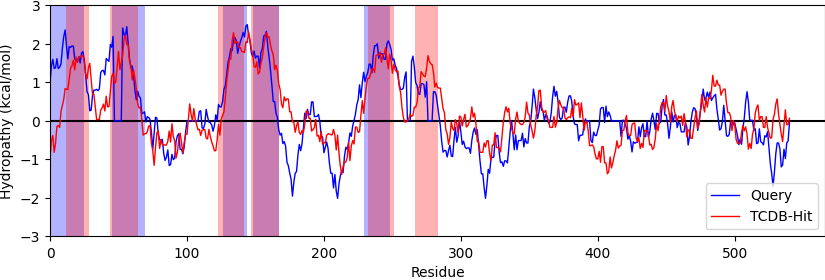 3
2
1
0
−1
−2
−3
Hydropathy (kcal/mol)
0 100 200 300 400 500
Residue
Query
TCDB-Hit